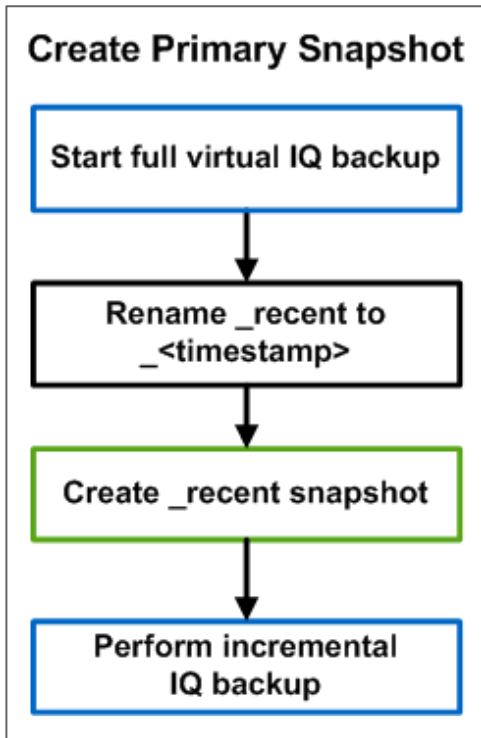 Create Primary Snapshot
Start full virtual IQ backup
Rename _recent to
_<timestamp>
Create _recent snapshot
Perform incremental
IQ backup